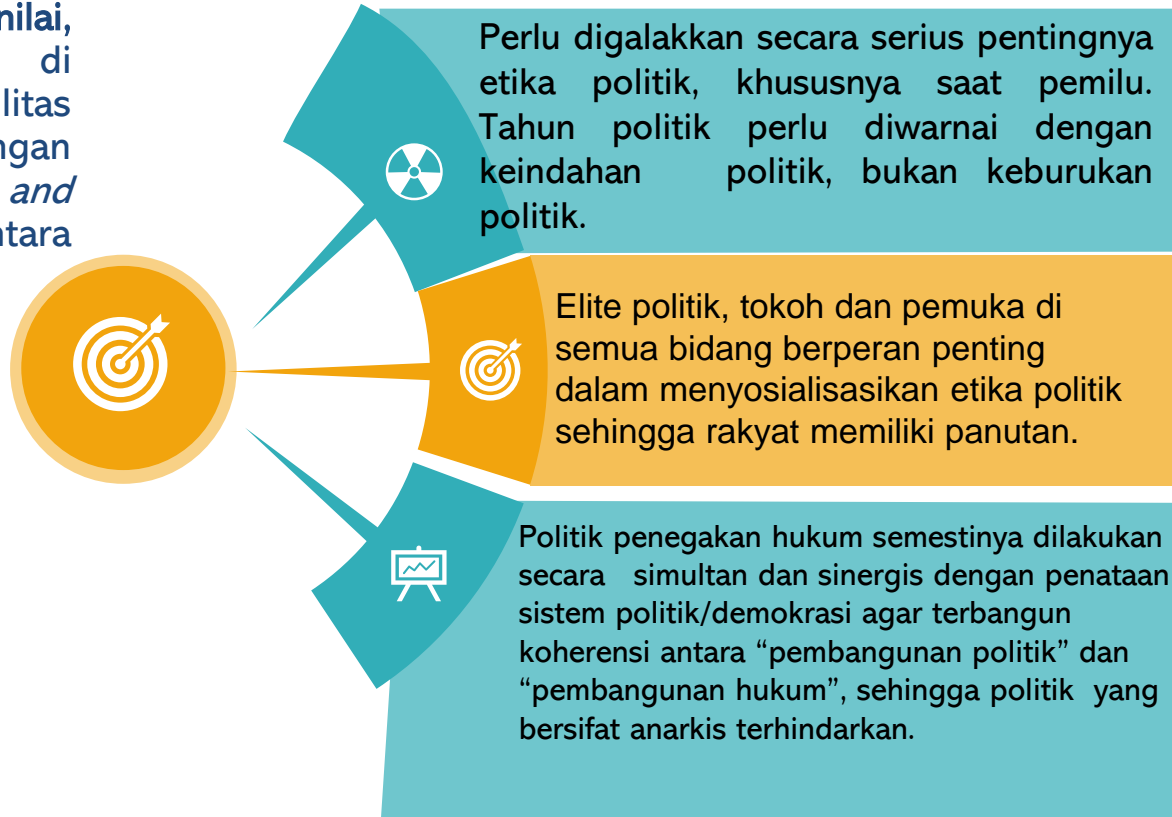 nilai,
di
litas
ngan
and
ntara
Perlu digalakkan secara serius pentingnya
etika politik, khususnya saat pemilu.
Tahun politik perlu diwarnai dengan
keindahan politik, bukan keburukan
politik.
Elite politik, tokoh dan pemuka di
semua bidang berperan penting
dalam menyosialisasikan etika politik
sehingga rakyat memiliki panutan.
Politik penegakan hukum semestinya dilakukan
secara simultan dan sinergis dengan penataan
sistem politik/demokrasi agar terbangun
koherensi antara “pembangunan politik” dan
“pembangunan hukum”, sehingga politik yang
bersifat anarkis terhindarkan.